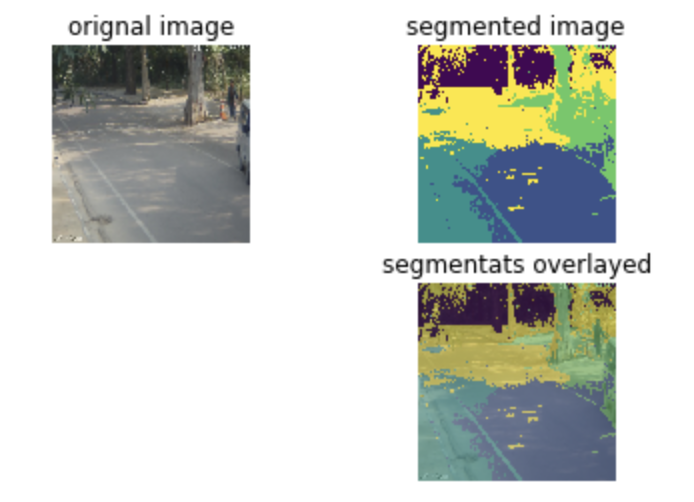 orignal image
segmented image
segmentats overlayed